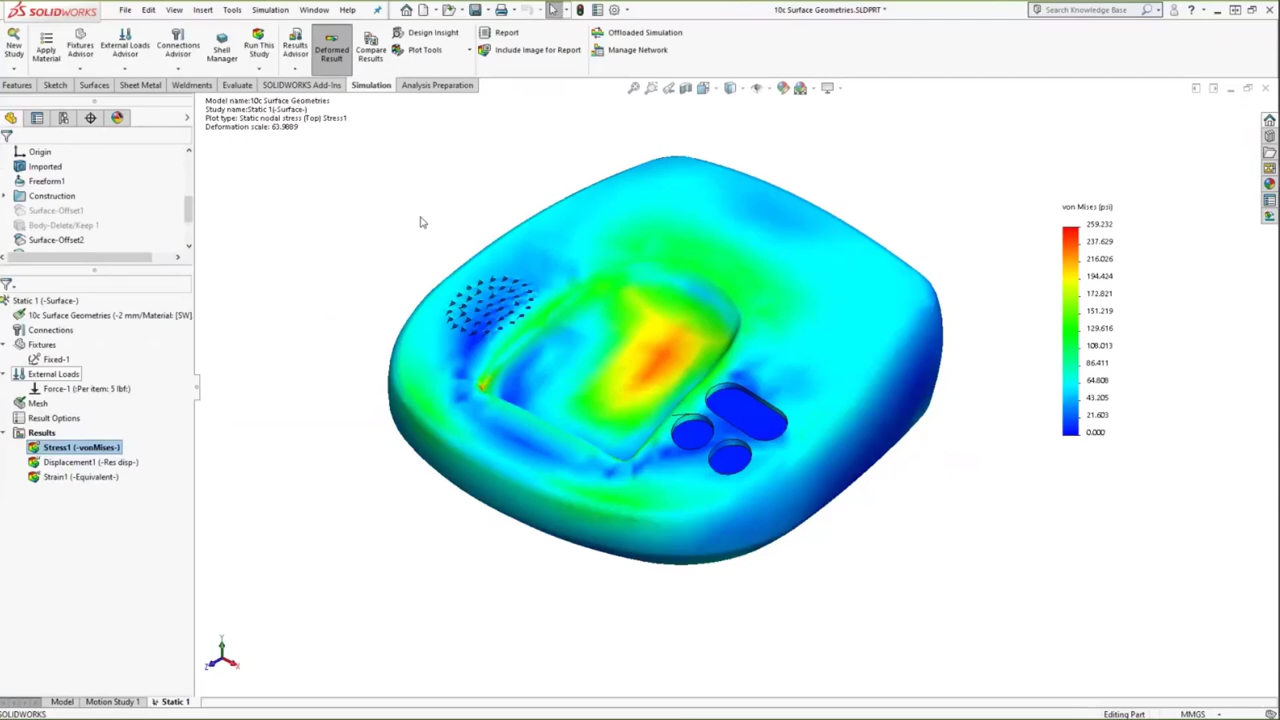 SOLIDWORKS
File Edit View Insert Tools Simulation Window Help
10c Surface Geometries.SLDPRT *
Search Knowledge Base
New Study
Apply Material
Fixtures Advisor
External Loads Advisor
Connections Advisor
Shell Manager
Run This Study
Results Advisor
Deformed Result
Compare Results
Design Insight
Plot Tools
Report
Include Image for Report
Offloaded Simulation
Manage Network
Features Sketch Surfaces Sheet Metal Weldments Evaluate SOLIDWORKS Add-Ins Simulation Analysis Preparation
Model name:10c Surface Geometries
Study name:Static 1(-Surface-)
Plot type: Static nodal stress (Top) Stress1
Deformation scale: 63.9889
Origin
Imported
Freeform1
Construction
Surface-Offset1
Body-Delete/Keep 1
Surface-Offset2
Static 1 (-Surface-)
10c Surface Geometries (-2 mm/Material: [SW]
Connections
Fixtures
Fixed-1
External Loads
Force-1 (:Per item: 5 lbf:)
Mesh
Result Options
Results
Stress1 (-vonMises-)
Displacement1 (-Res disp-)
Strain1 (-Equivalent-)
von Mises (psi)
259.232
237.629
216.026
194.424
172.821
151.219
129.616
108.013
86.411
64.808
43.205
21.603
0.000
Y
Z
X
Model Motion Study 1 Static 1
SOLIDWORKS
Editing Part
MMGS